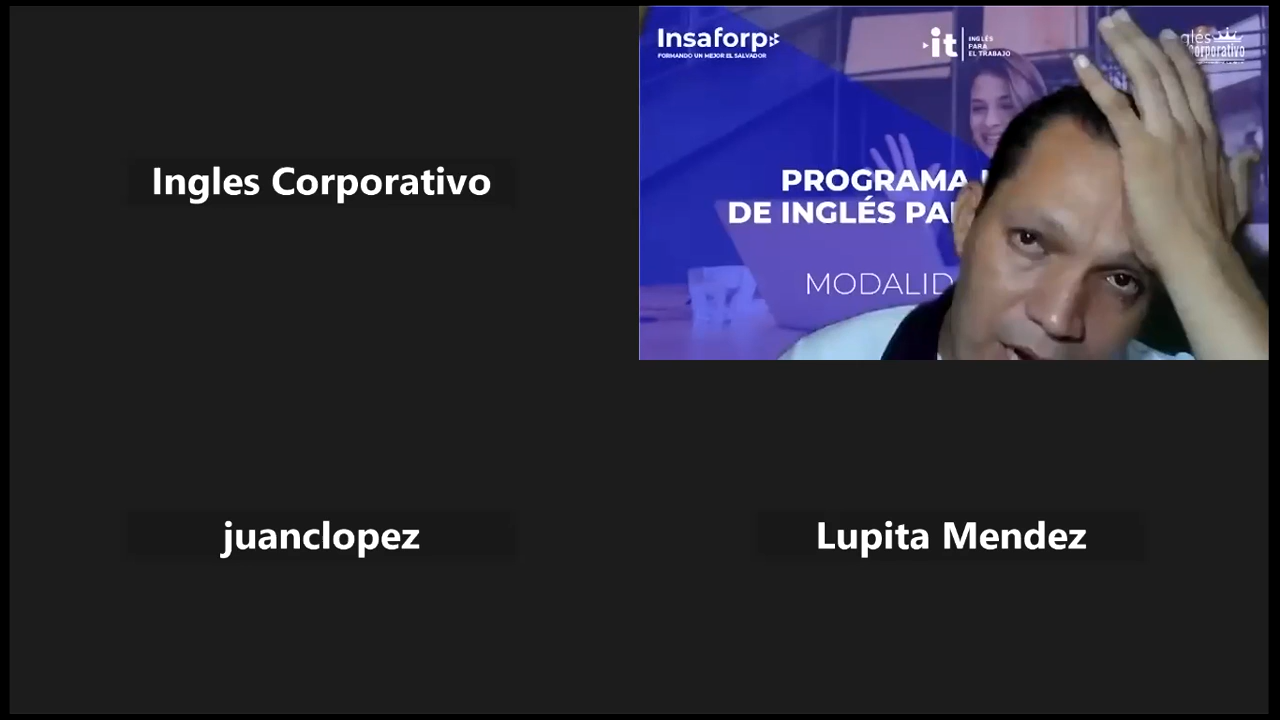 Insaforp
FORMANDO UN MEJOR EL SALVADOR
it
INGLÉS
PARA
EL TRABAJO
Corporativo
PROGRAMA
DE INGLÉS
MODALID
Ingles Corporativo
juanclopez
Lupita Mendez